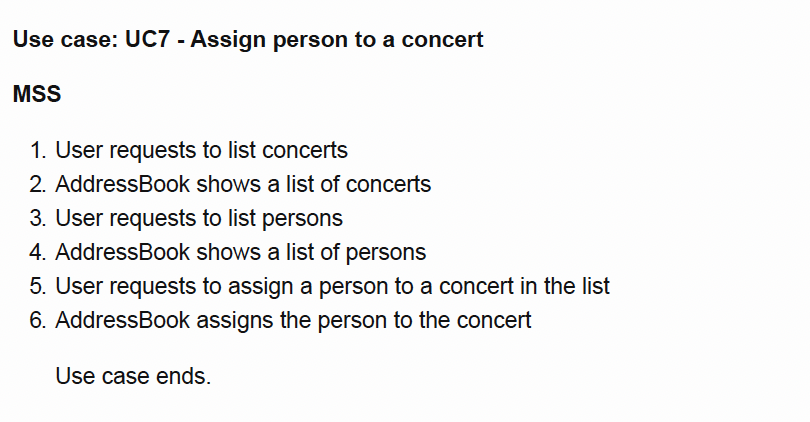 Use case: UC7 - Assign person to a concert
MSS
1. User requests to list concerts
2. AddressBook shows a list of concerts
3. User requests to list persons
4. AddressBook shows a list of persons
5. User requests to assign a person to a concert in the list
6. AddressBook assigns the person to the concert
Use case ends.